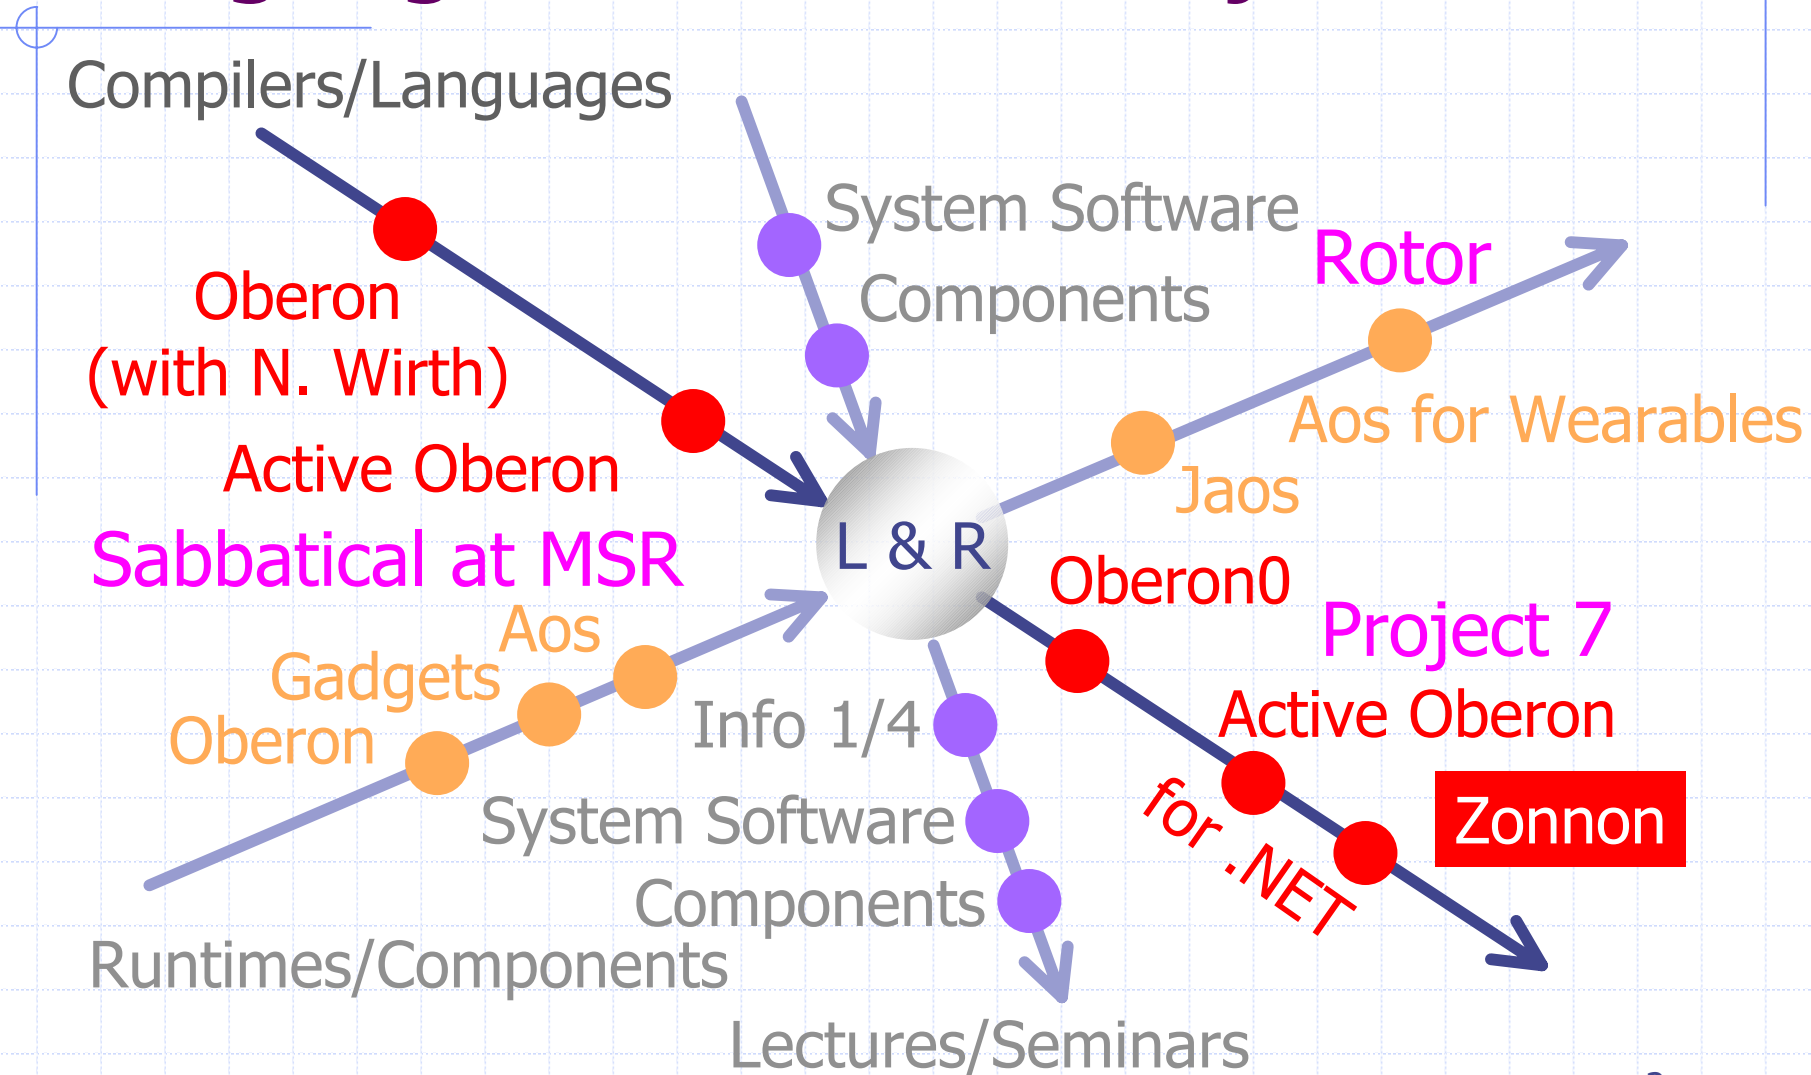 Compilers/Languages
System Software
Components
Rotor
Oberon
(with N. Wirth)
Active Oberon
Aos for Wearables
Jaos
Sabbatical at MSR
L & R
Oberon0
Project 7
Aos
Gadgets
Oberon
Info 1/4
Active Oberon
for .NET
Zonnon
System Software
Components
Runtimes/Components
Lectures/Seminars